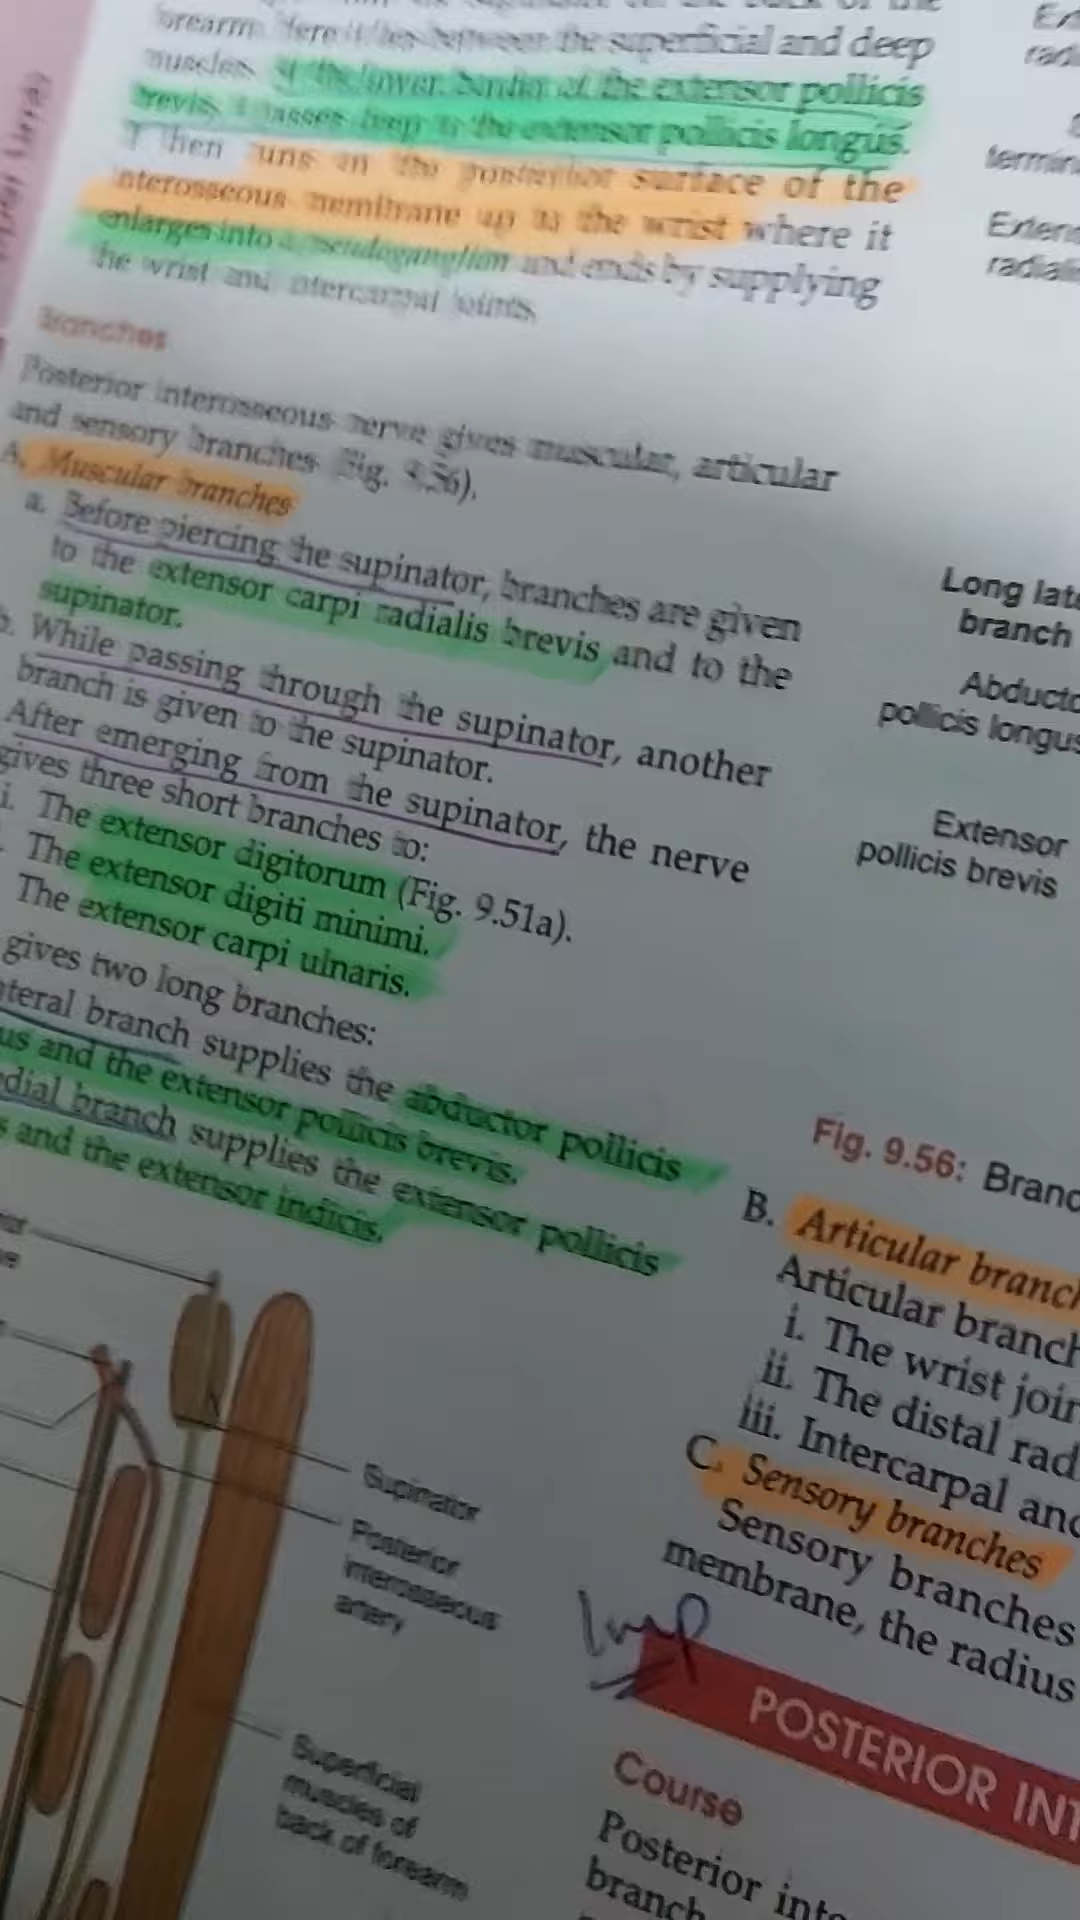 forearm. Here it lies between the superficial and deep
muscles. At the lower border of the extensor pollicis
brevis, it passes deep to the extensor pollicis longus.
It then runs on the posterior surface of the
interosseous membrane up to the wrist where it
enlarges into a pseudoganglion and ends by supplying
the wrist and intercarpal joints.
Branches
Posterior interosseous nerve gives muscular, articular
and sensory branches (Fig. 9.56).
A. Muscular branches
a. Before piercing the supinator, branches are given
to the extensor carpi radialis brevis and to the
supinator.
b. While passing through the supinator, another
branch is given to the supinator.
After emerging from the supinator, the nerve
gives three short branches to:
i. The extensor digitorum (Fig. 9.51a).
The extensor digiti minimi.
The extensor carpi ulnaris.
gives two long branches:
ateral branch supplies the abductor pollicis
us and the extensor pollicis brevis.
edial branch supplies the extensor pollicis
s and the extensor indicis.
Supinator
Posterior
interosseous
artery
Superficial
muscles of
back of forearm
radi
termin
Extens
radiali
Long late
branch
Abducto
pollicis longus
Extensor
pollicis brevis
Fig. 9.56: Branc
B. Articular branch
Articular branch
i. The wrist join
ii. The distal rad
iii. Intercarpal and
C. Sensory branches
Sensory branches
membrane, the radius
Imp
POSTERIOR INT
Course
Posterior inte
branch